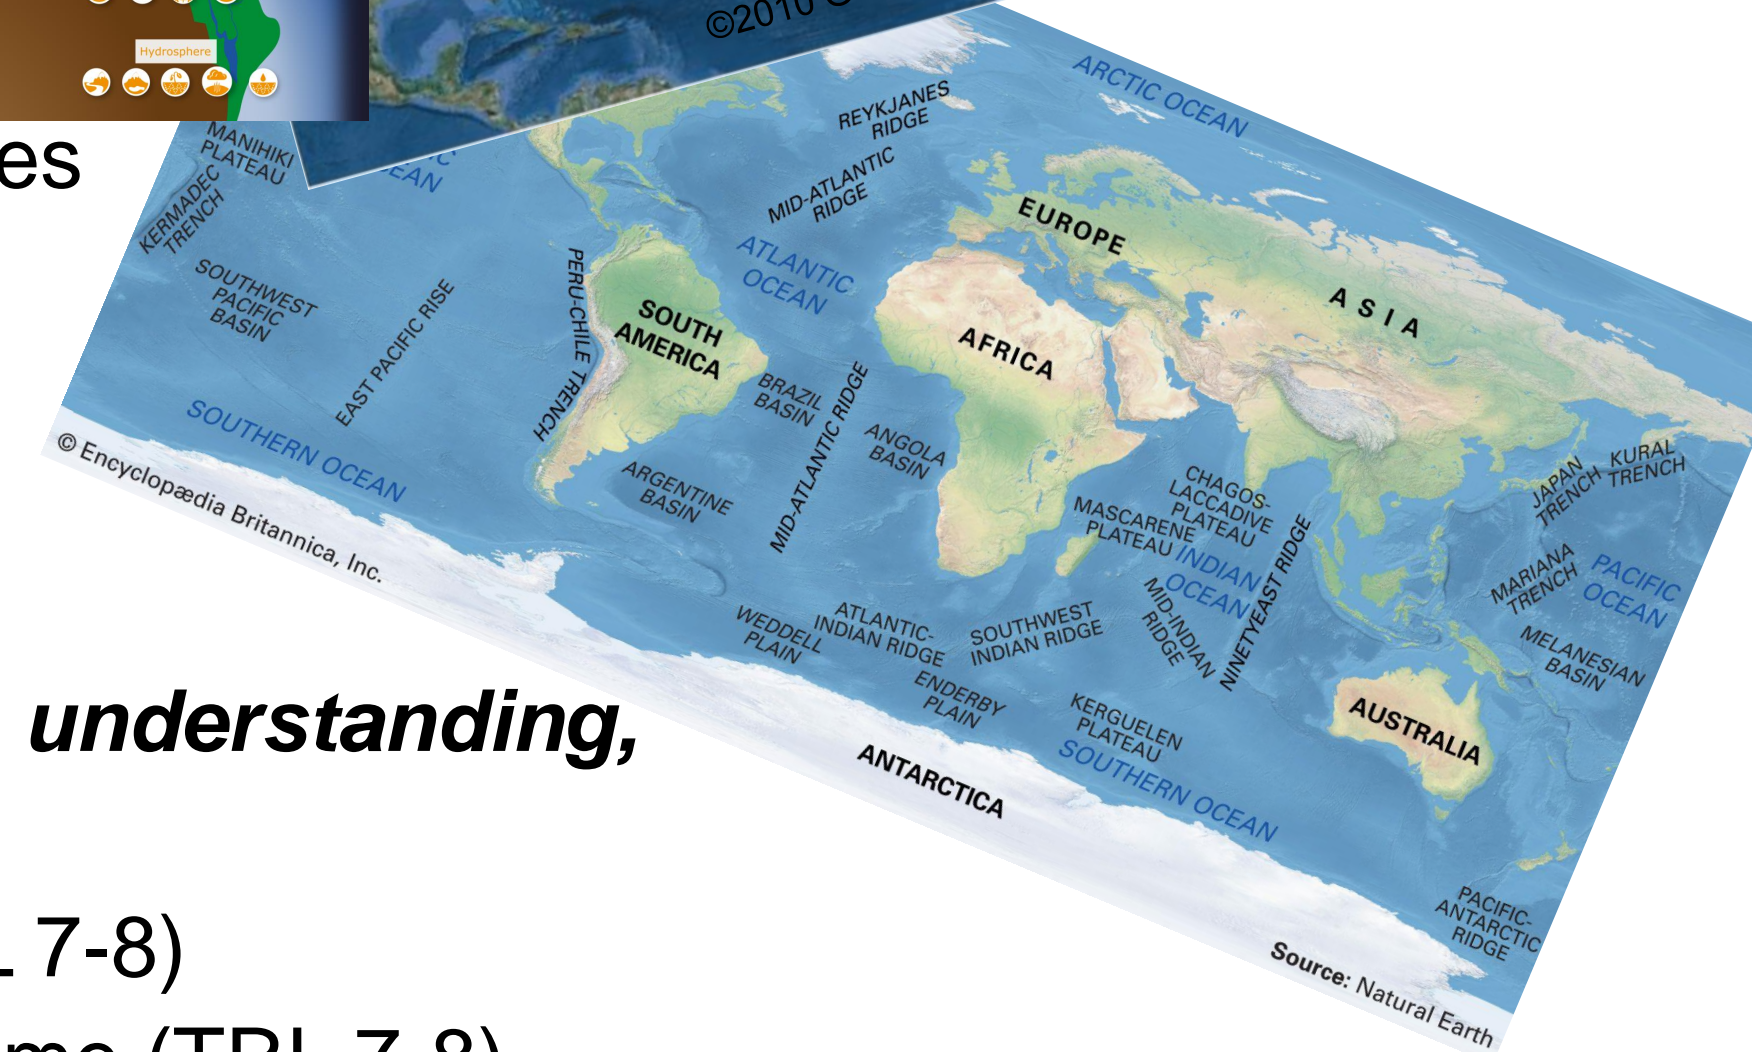 ©2010
Hydrosphere
es
MANIHIKI
PLATEAU
KERMADEC
TRENCH
SOUTHWEST
PACIFIC
BASIN
EAST PACIFIC RISE
SOUTHERN OCEAN
© Encyclopædia Britannica, Inc.
PERU-CHILE TRENCH
SOUTH
AMERICA
REYKJANES
RIDGE
MID-ATLANTIC
RIDGE
ATLANTIC
OCEAN
ARCTIC OCEAN
EUROPE
ASIA
AFRICA
BRAZIL
BASIN
MID-ATLANTIC RIDGE
ANGOLA
BASIN
ARGENTINE
BASIN
CHAGOS-
LACCADIVE
PLATEAU
MASCARENE
PLATEAU
INDIAN
OCEAN
MID-INDIAN
RIDGE
NINETYEAST RIDGE
JAPAN
TRENCH
KURAL
TRENCH
MARIANA
TRENCH
PACIFIC
OCEAN
MELANESIAN
BASIN
WEDDELL
PLAIN
ATLANTIC-
INDIAN RIDGE
SOUTHWEST
INDIAN RIDGE
ENDERBY
PLAIN
KERGUELEN
PLATEAU
SOUTHERN OCEAN
AUSTRALIA
ANTARCTICA
PACIFIC-
ANTARCTIC
RIDGE
Source: Natural Earth
understanding,
7-8)
(TRL 7-8)